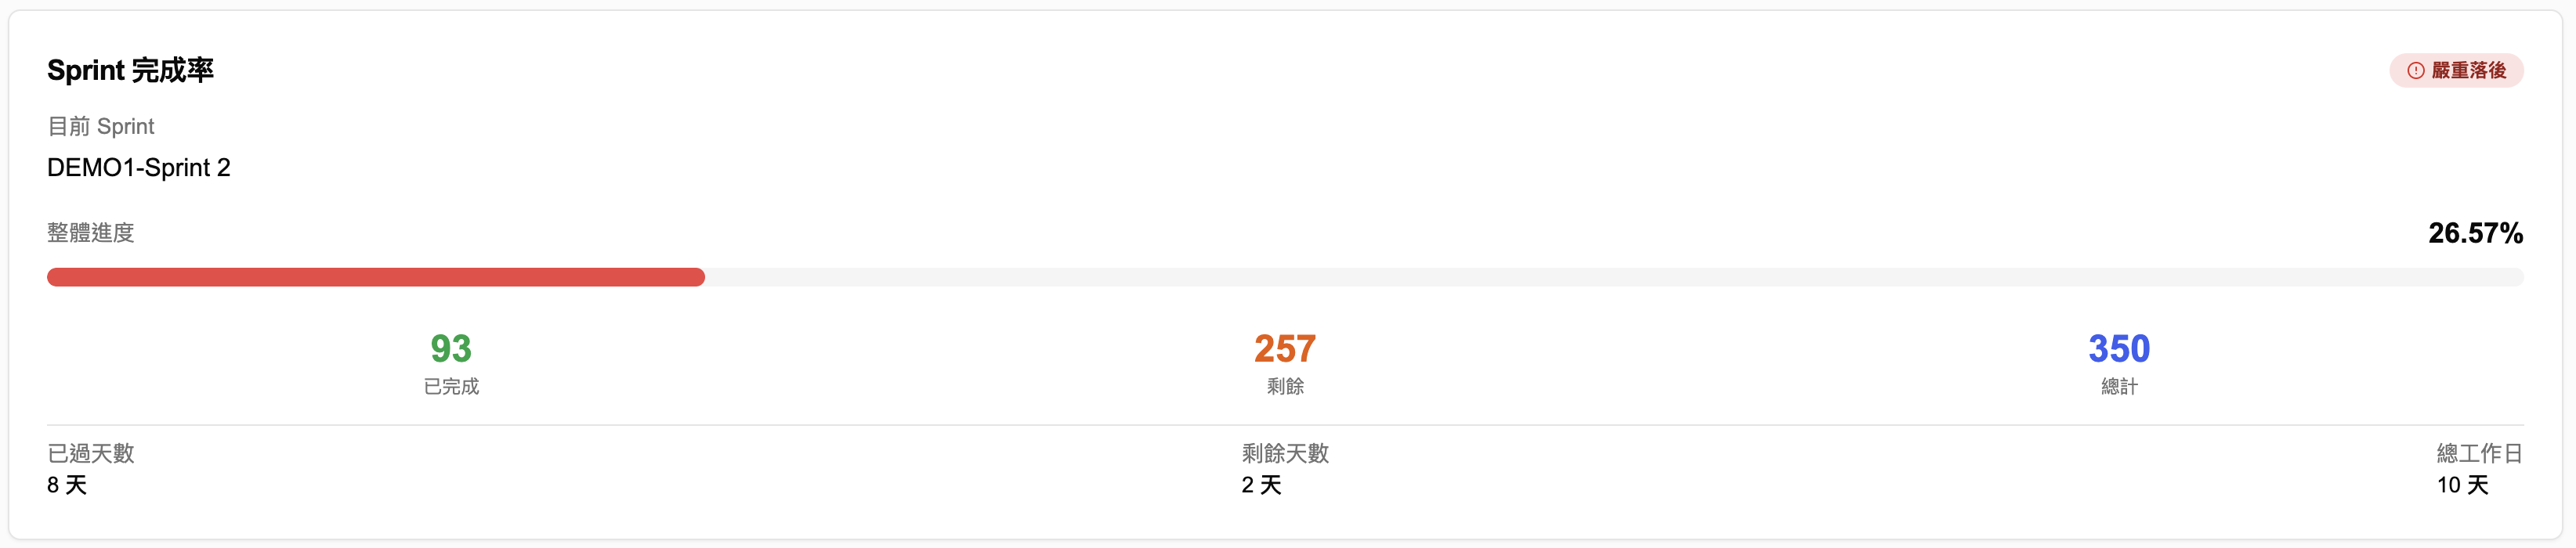 Sprint 完成率
嚴重落後
目前 Sprint
DEMO1-Sprint 2
整體進度
26.57%
93
已完成
257
剩餘
350
總計
已過天數
8 天
剩餘天數
2 天
總工作日
10 天